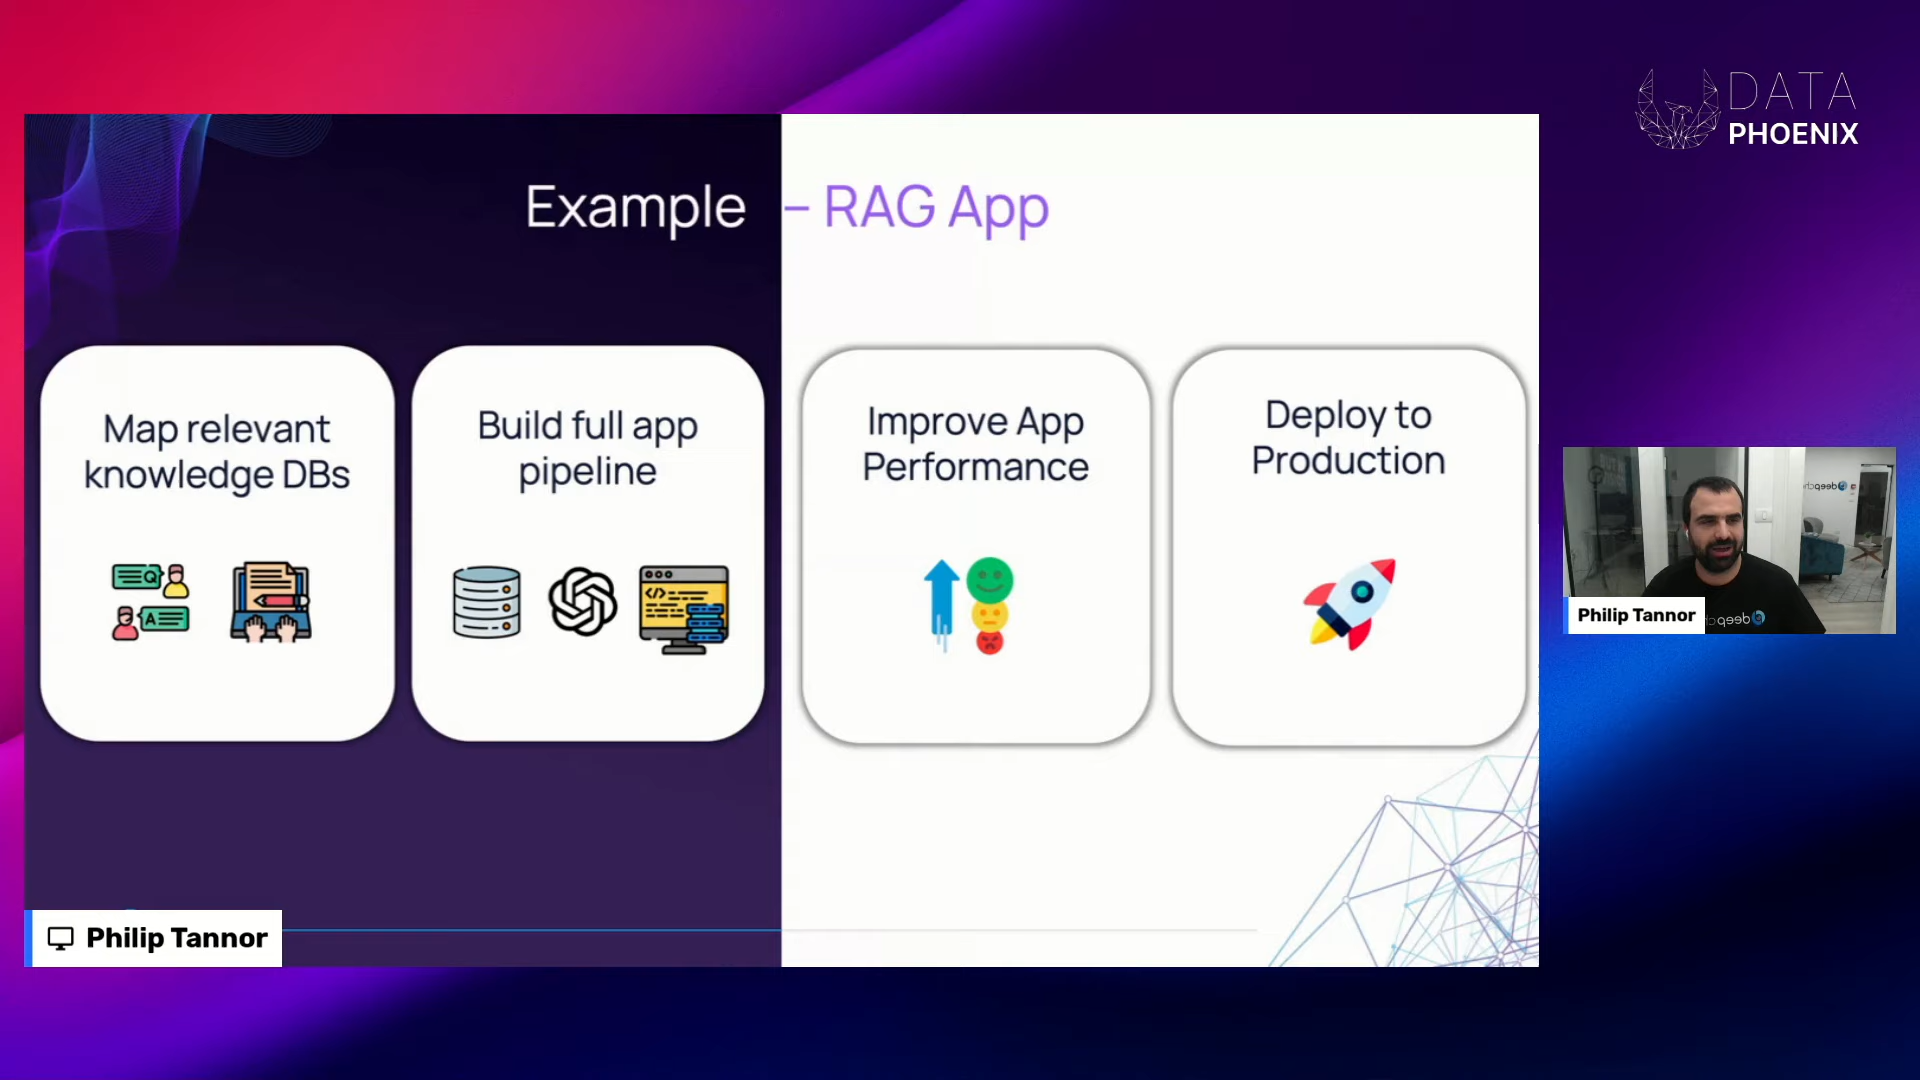 DATA
PHOENIX
Example – RAG App
Map relevant
knowledge DBs
Q
A
Build full app
pipeline
</>
Improve App
Performance
Deploy to
Production
Philip Tannor
Philip Tannor